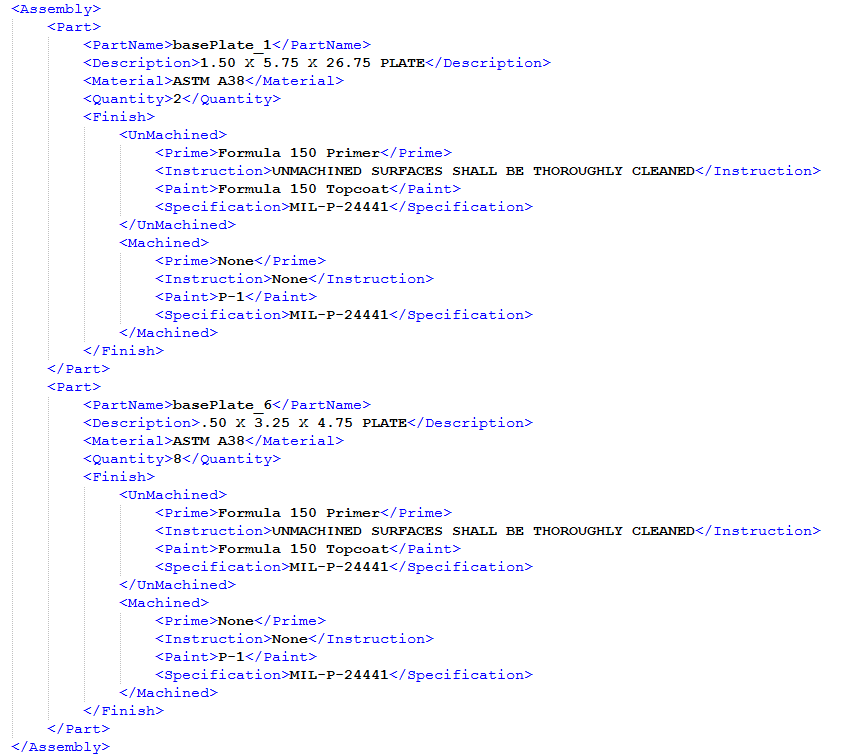 <Assembly>
<Part>
<PartName>basePlate_1</PartName>
<Description>1.50 X 5.75 X 26.75 PLATE</Description>
<Material>ASTM A38</Material>
<Quantity>2</Quantity>
<Finish>
<UnMachined>
<Prime>Formula 150 Primer</Prime>
<Instruction>UNMACHINED SURFACES SHALL BE THOROUGHLY CLEANED</Instruction>
<Paint>Formula 150 Topcoat</Paint>
<Specification>MIL-P-24441</Specification>
</UnMachined>
<Machined>
<Prime>None</Prime>
<Instruction>None</Instruction>
<Paint>P-1</Paint>
<Specification>MIL-P-24441</Specification>
</Machined>
</Finish>
</Part>
<Part>
<PartName>basePlate_6</PartName>
<Description>.50 X 3.25 X 4.75 PLATE</Description>
<Material>ASTM A38</Material>
<Quantity>8</Quantity>
<Finish>
<UnMachined>
<Prime>Formula 150 Primer</Prime>
<Instruction>UNMACHINED SURFACES SHALL BE THOROUGHLY CLEANED</Instruction>
<Paint>Formula 150 Topcoat</Paint>
<Specification>MIL-P-24441</Specification>
</UnMachined>
<Machined>
<Prime>None</Prime>
<Instruction>None</Instruction>
<Paint>P-1</Paint>
<Specification>MIL-P-24441</Specification>
</Machined>
</Finish>
</Part>
</Assembly>